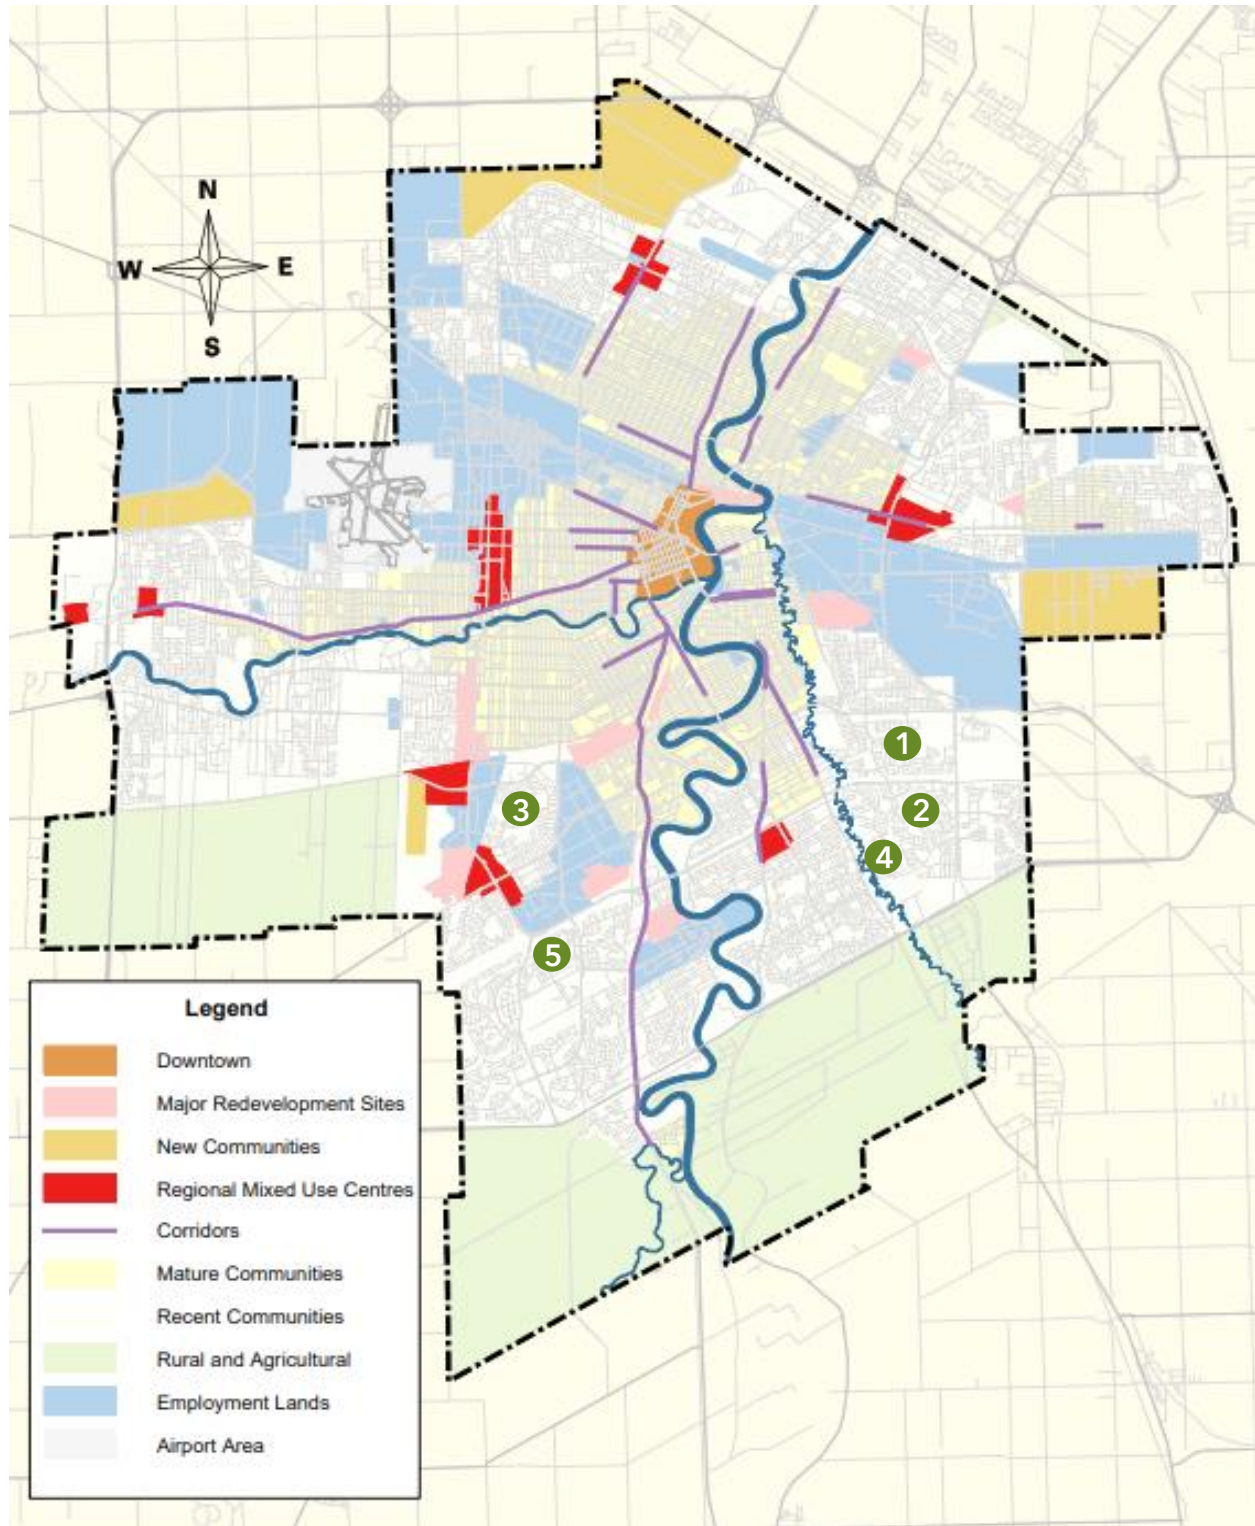 N
W
E
S
1
2
3
4
5
Legend
Downtown
Major Redevelopment Sites
New Communities
Regional Mixed Use Centres
Corridors
Mature Communities
Recent Communities
Rural and Agricultural
Employment Lands
Airport Area